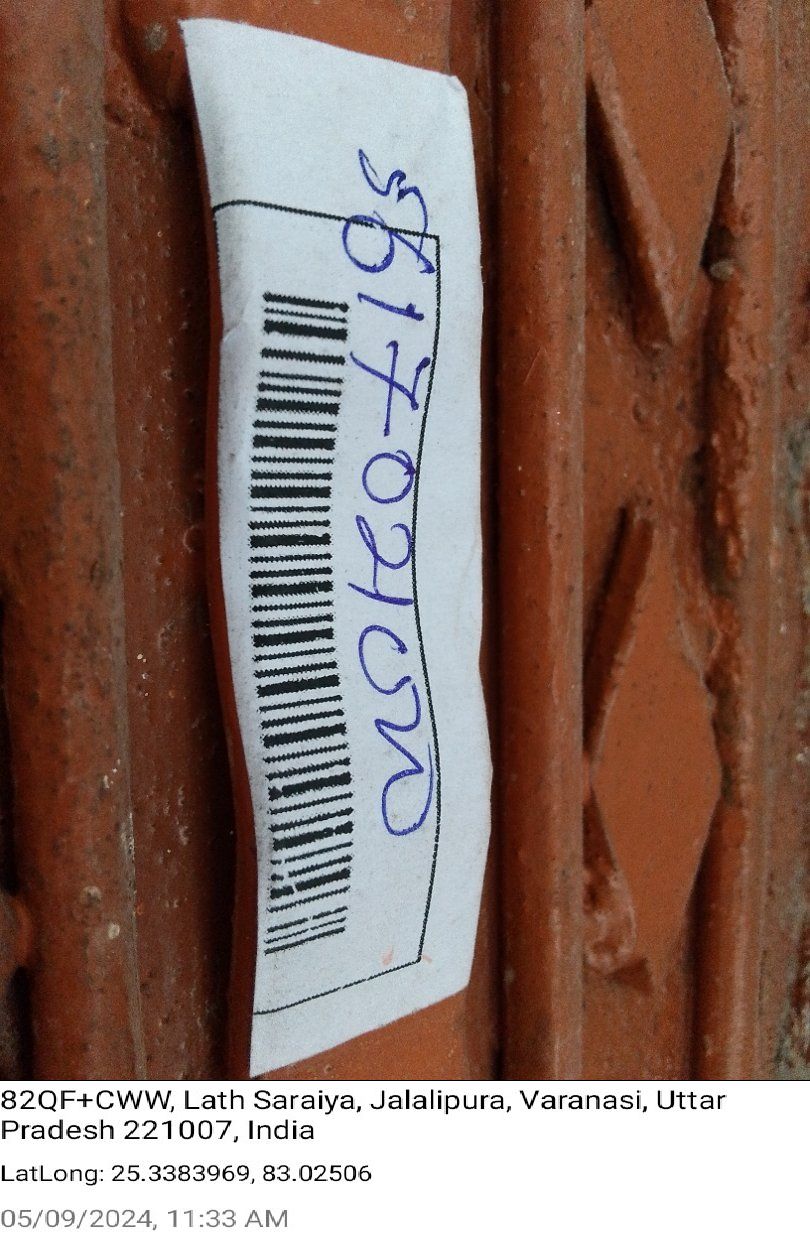 82QF+CWW, Lath Saraiya, Jalalipura, Varanasi, Uttar
Pradesh 221007, India
LatLong: 25.3383969, 83.02506
05/09/2024, 11:33 AM